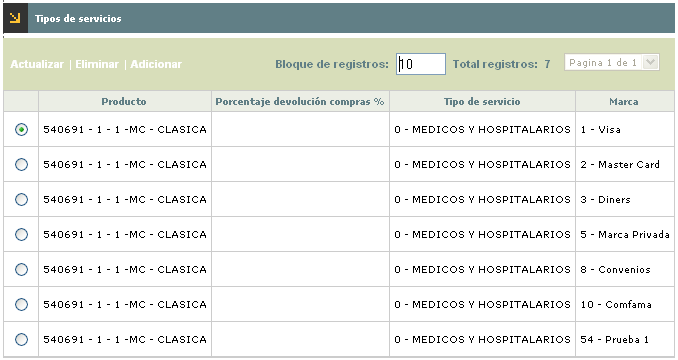 Tipos de servicios
Actualizar | Eliminar | Adicionar Bloque de registros: 10 Total registros: 7 Pagina 1 de 1
Producto Porcentaje devolución compras % Tipo de servicio Marca
540691 - 1 - 1 -MC - CLASICA 0 - MEDICOS Y HOSPITALARIOS 1 - Visa
540691 - 1 - 1 -MC - CLASICA 0 - MEDICOS Y HOSPITALARIOS 2 - Master Card
540691 - 1 - 1 -MC - CLASICA 0 - MEDICOS Y HOSPITALARIOS 3 - Diners
540691 - 1 - 1 -MC - CLASICA 0 - MEDICOS Y HOSPITALARIOS 5 - Marca Privada
540691 - 1 - 1 -MC - CLASICA 0 - MEDICOS Y HOSPITALARIOS 8 - Convenios
540691 - 1 - 1 -MC - CLASICA 0 - MEDICOS Y HOSPITALARIOS 10 - Comfama
540691 - 1 - 1 -MC - CLASICA 0 - MEDICOS Y HOSPITALARIOS 54 - Prueba 1